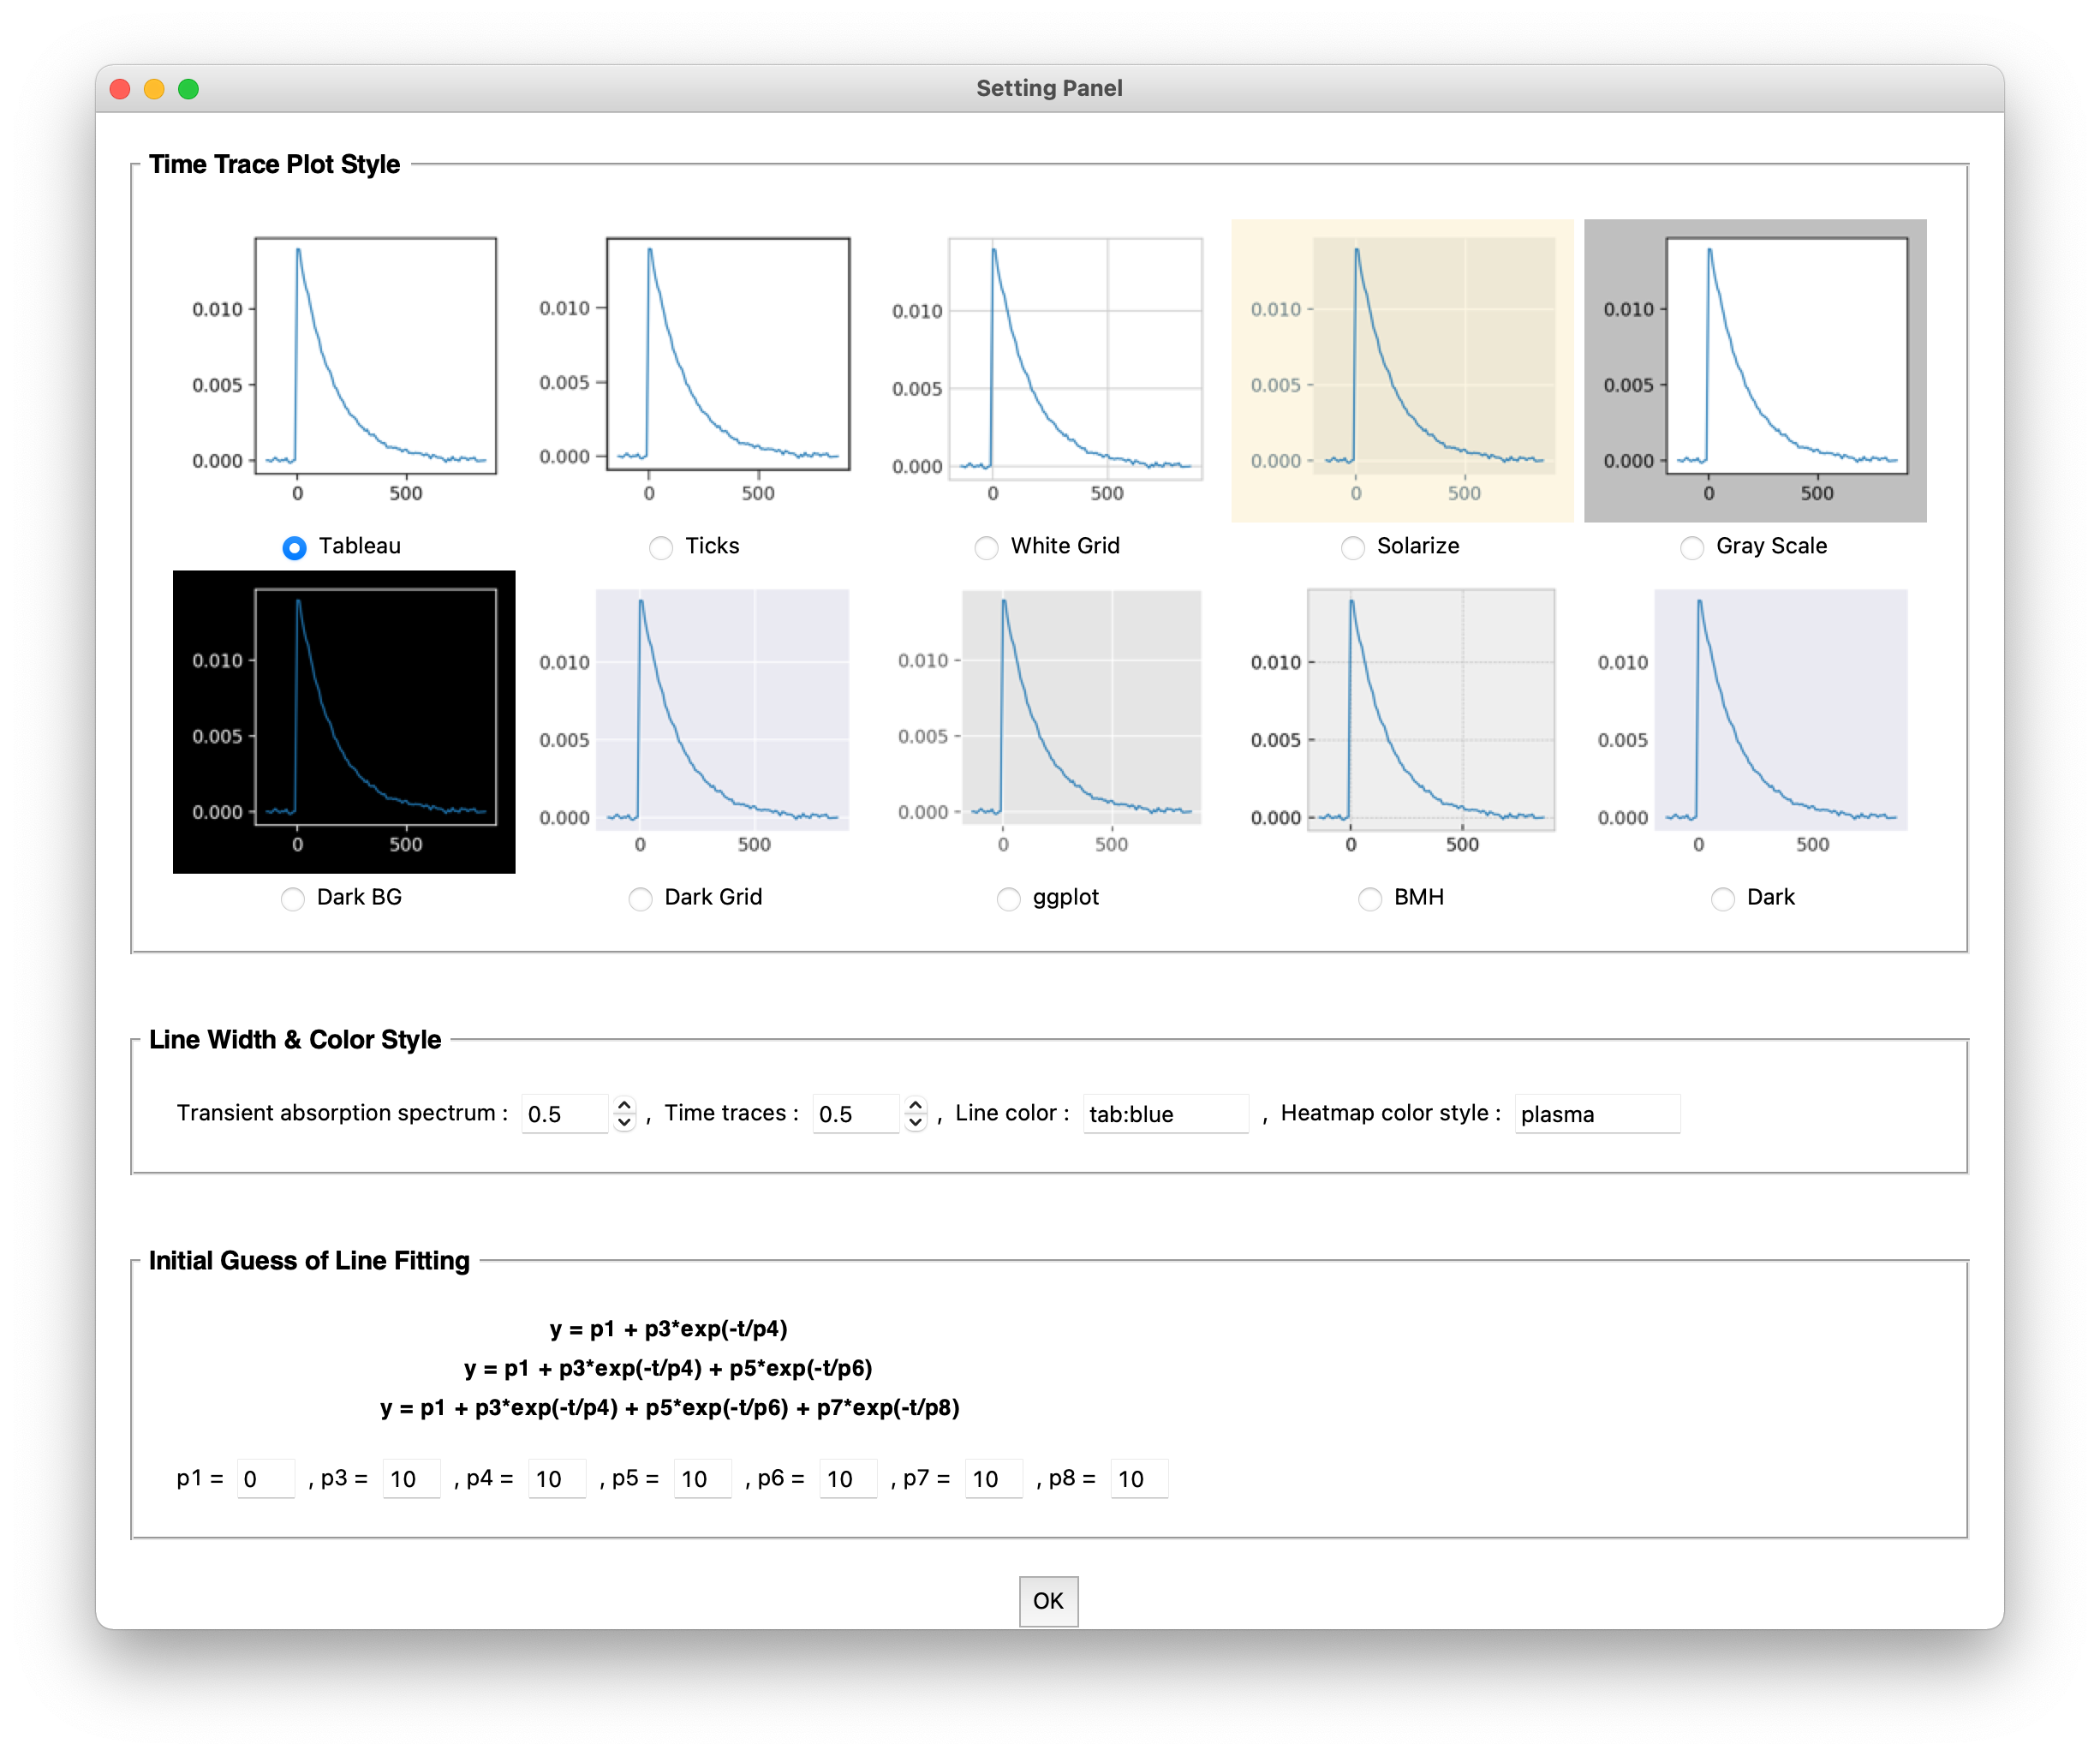 Setting Panel
Time Trace Plot Style
0.010
0.005
0.000
0 500
Tableau
0.010
0.005
0.000
0 500
Ticks
0.010
0.005
0.000
0 500
White Grid
0.010
0.005
0.000
0 500
Solarize
0.010
0.005
0.000
0 500
Gray Scale
0.010
0.005
0.000
0 500
Dark BG
0.010
0.005
0.000
0 500
Dark Grid
0.010
0.005
0.000
0 500
ggplot
0.010
0.005
0.000
0 500
BMH
0.010
0.005
0.000
0 500
Dark
Line Width & Color Style
Transient absorption spectrum : 0.5 , Time traces : 0.5 , Line color : tab:blue , Heatmap color style : plasma
Initial Guess of Line Fitting
y = p1 + p3*exp(-t/p4)
y = p1 + p3*exp(-t/p4) + p5*exp(-t/p6)
y = p1 + p3*exp(-t/p4) + p5*exp(-t/p6) + p7*exp(-t/p8)
p1 = 0 , p3 = 10 , p4 = 10 , p5 = 10 , p6 = 10 , p7 = 10 , p8 = 10
OK